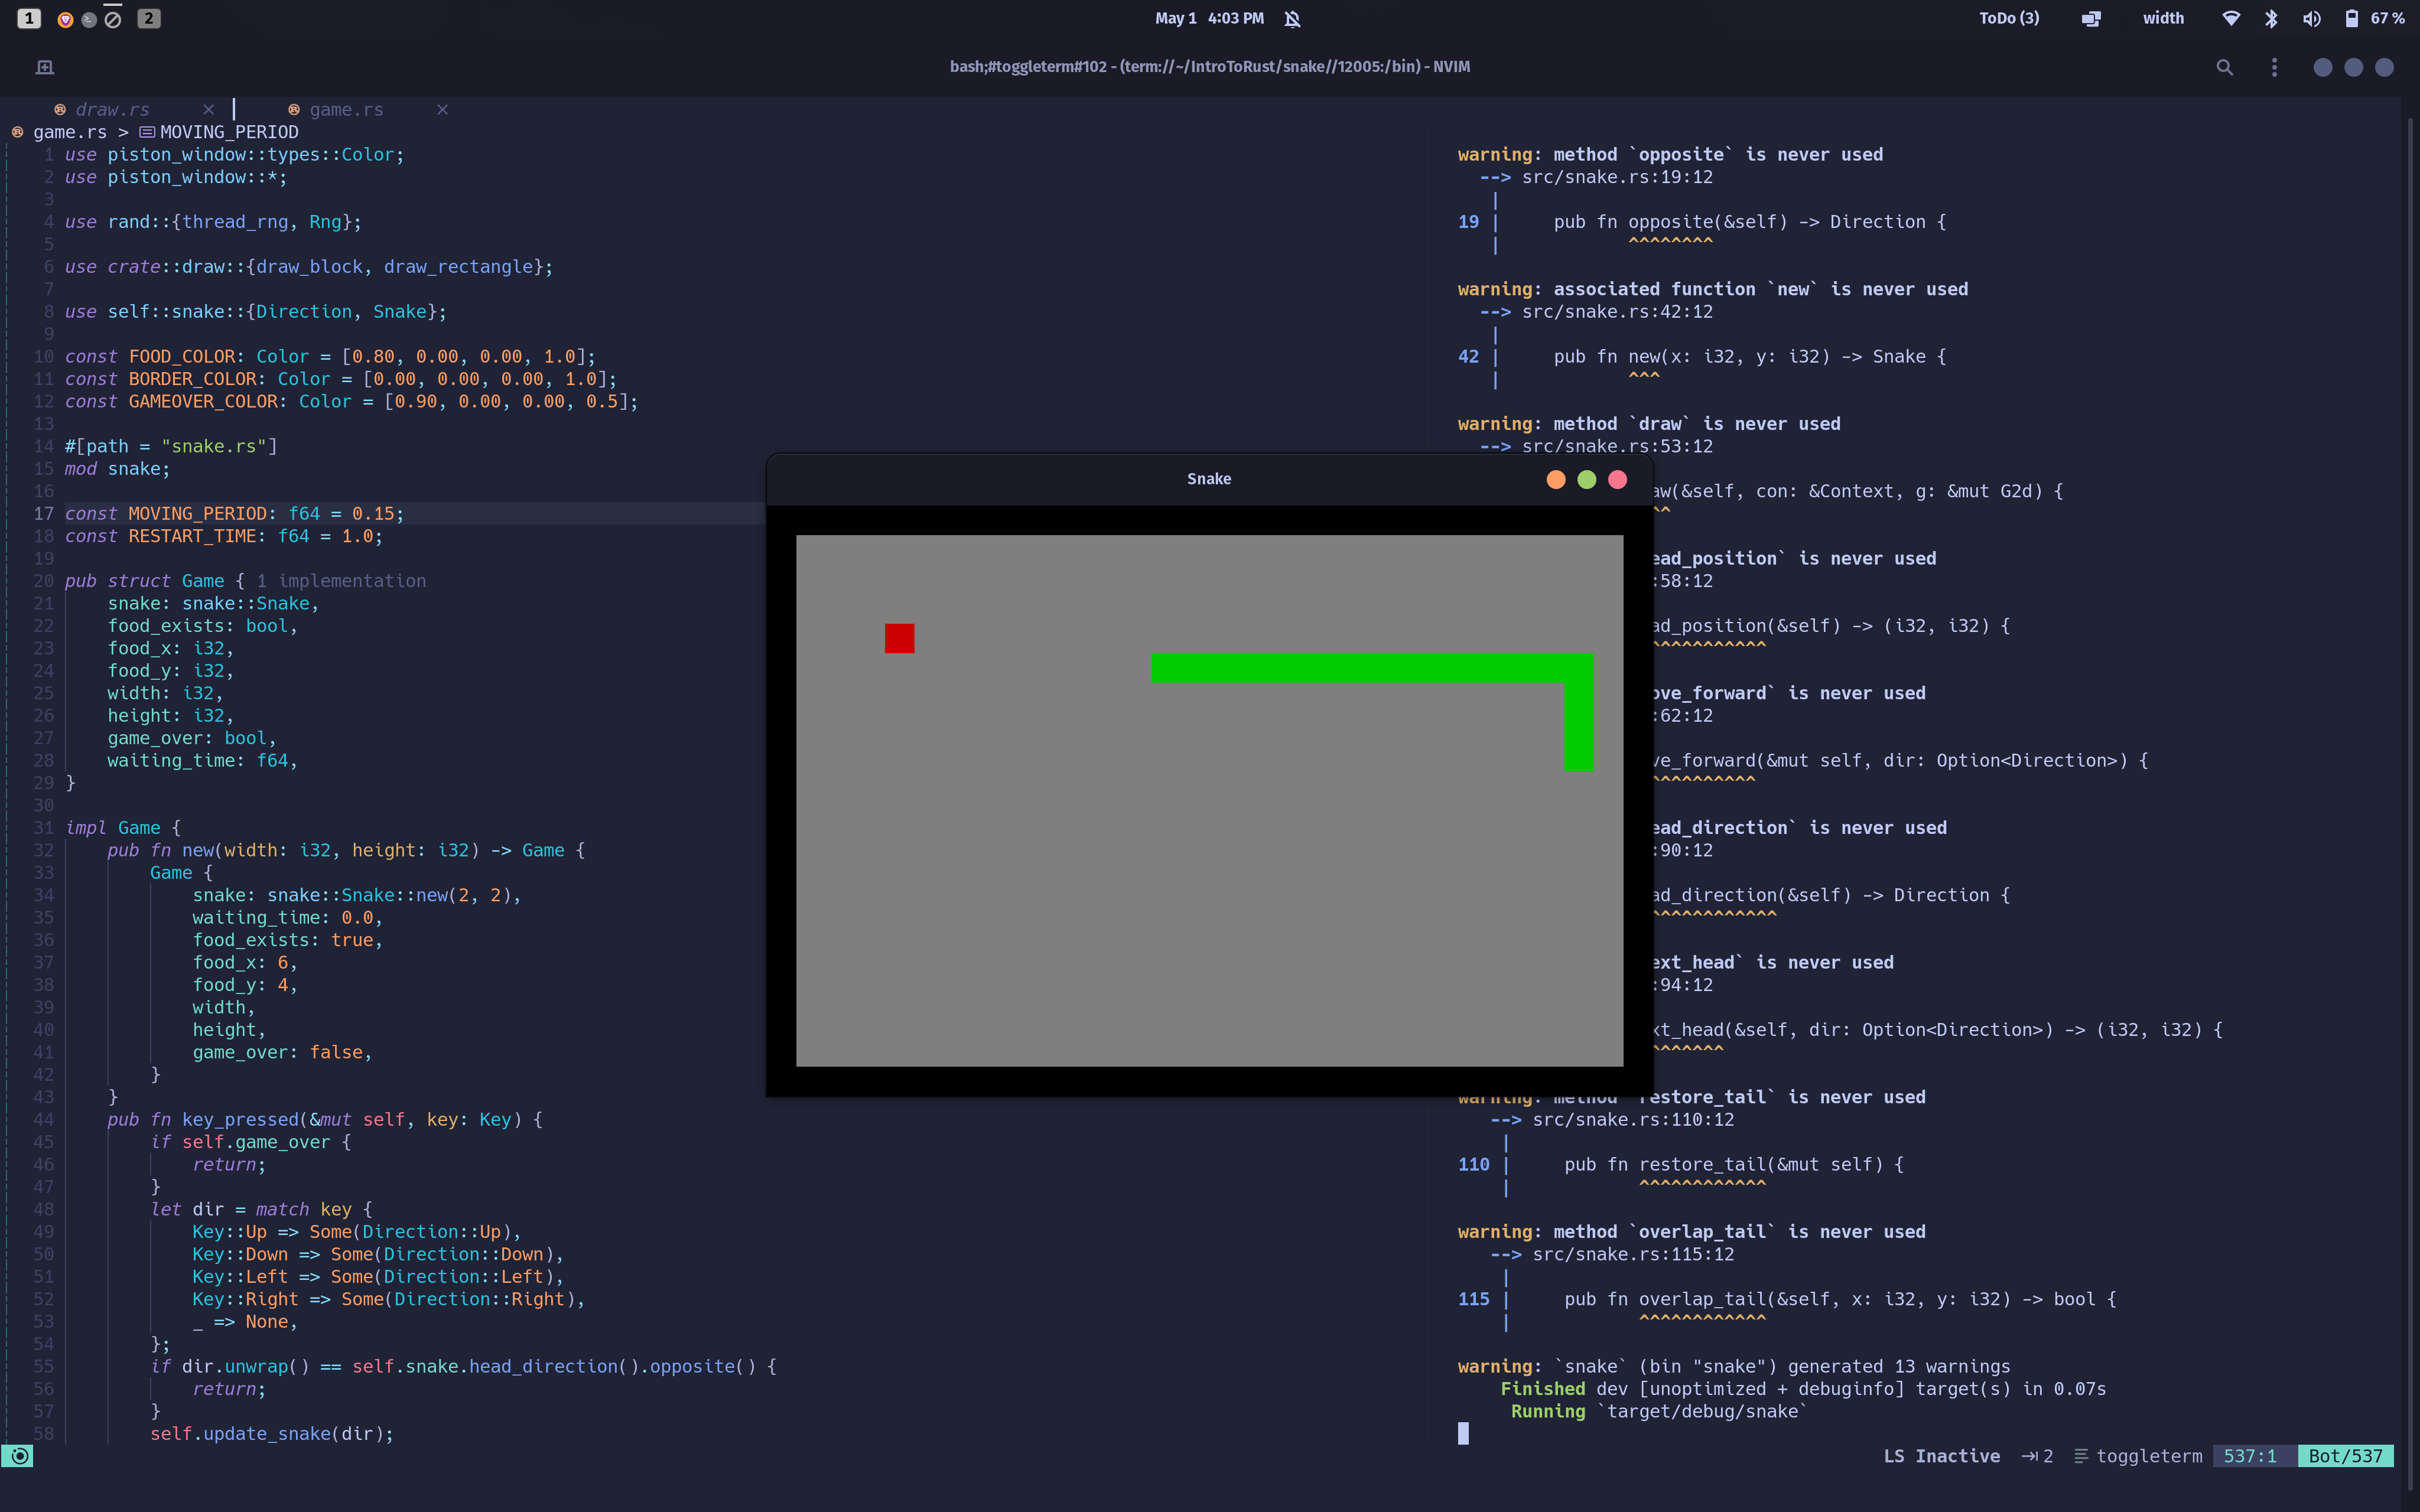 1 2 May 1 4:03 PM ToDo (3) width 67 %
bash;#toggleterm#102 - (term://~/IntroToRust/snake//12005:/bin) - NVIM
draw.rs game.rs
game.rs > MOVING_PERIOD
1 use piston_window::types::Color;
2 use piston_window::*;
3
4 use rand::{thread_rng, Rng};
5
6 use crate::draw::{draw_block, draw_rectangle};
7
8 use self::snake::{Direction, Snake};
9
10 const FOOD_COLOR: Color = [0.80, 0.00, 0.00, 1.0];
11 const BORDER_COLOR: Color = [0.00, 0.00, 0.00, 1.0];
12 const GAMEOVER_COLOR: Color = [0.90, 0.00, 0.00, 0.5];
13
14 #[path = "snake.rs"]
15 mod snake;
16
17 const MOVING_PERIOD: f64 = 0.15;
18 const RESTART_TIME: f64 = 1.0;
19
20 pub struct Game { 1 implementation
21 snake: snake::Snake,
22 food_exists: bool,
23 food_x: i32,
24 food_y: i32,
25 width: i32,
26 height: i32,
27 game_over: bool,
28 waiting_time: f64,
29 }
30
31 impl Game {
32 pub fn new(width: i32, height: i32) -> Game {
33 Game {
34 snake: snake::Snake::new(2, 2),
35 waiting_time: 0.0,
36 food_exists: true,
37 food_x: 6,
38 food_y: 4,
39 width,
40 height,
41 game_over: false,
42 }
43 }
44 pub fn key_pressed(&mut self, key: Key) {
45 if self.game_over {
46 return;
47 }
48 let dir = match key {
49 Key::Up => Some(Direction::Up),
50 Key::Down => Some(Direction::Down),
51 Key::Left => Some(Direction::Left),
52 Key::Right => Some(Direction::Right),
53 _ => None,
54 };
55 if dir.unwrap() == self.snake.head_direction().opposite() {
56 return;
57 }
58 self.update_snake(dir);
Snake
warning: method `opposite` is never used
--> src/snake.rs:19:12
|
19 | pub fn opposite(&self) -> Direction {
| ^^^^^^^^
warning: associated function `new` is never used
--> src/snake.rs:42:12
|
42 | pub fn new(x: i32, y: i32) -> Snake {
| ^^^
warning: method `draw` is never used
--> src/snake.rs:53:12
aw(&self, con: &Context, g: &mut G2d) {
^^
ead_position` is never used
:58:12
ad_position(&self) -> (i32, i32) {
^^^^^^^^^^^
ove_forward` is never used
:62:12
ve_forward(&mut self, dir: Option<Direction>) {
^^^^^^^^^^
ead_direction` is never used
:90:12
ad_direction(&self) -> Direction {
^^^^^^^^^^^^
ext_head` is never used
:94:12
xt_head(&self, dir: Option<Direction>) -> (i32, i32) {
^^^^^^^
warning: method `restore_tail` is never used
--> src/snake.rs:110:12
|
110 | pub fn restore_tail(&mut self) {
| ^^^^^^^^^^^^
warning: method `overlap_tail` is never used
--> src/snake.rs:115:12
|
115 | pub fn overlap_tail(&self, x: i32, y: i32) -> bool {
| ^^^^^^^^^^^^
warning: `snake` (bin "snake") generated 13 warnings
Finished dev [unoptimized + debuginfo] target(s) in 0.07s
Running `target/debug/snake`
LS Inactive 2 toggleterm 537:1 Bot/537